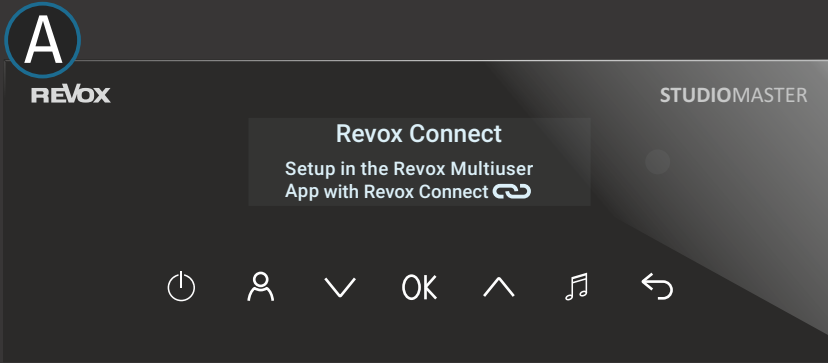 A
REVOX
STUDIOMASTER
Revox Connect
Setup in the Revox Multiuser
App with Revox Connect
OK